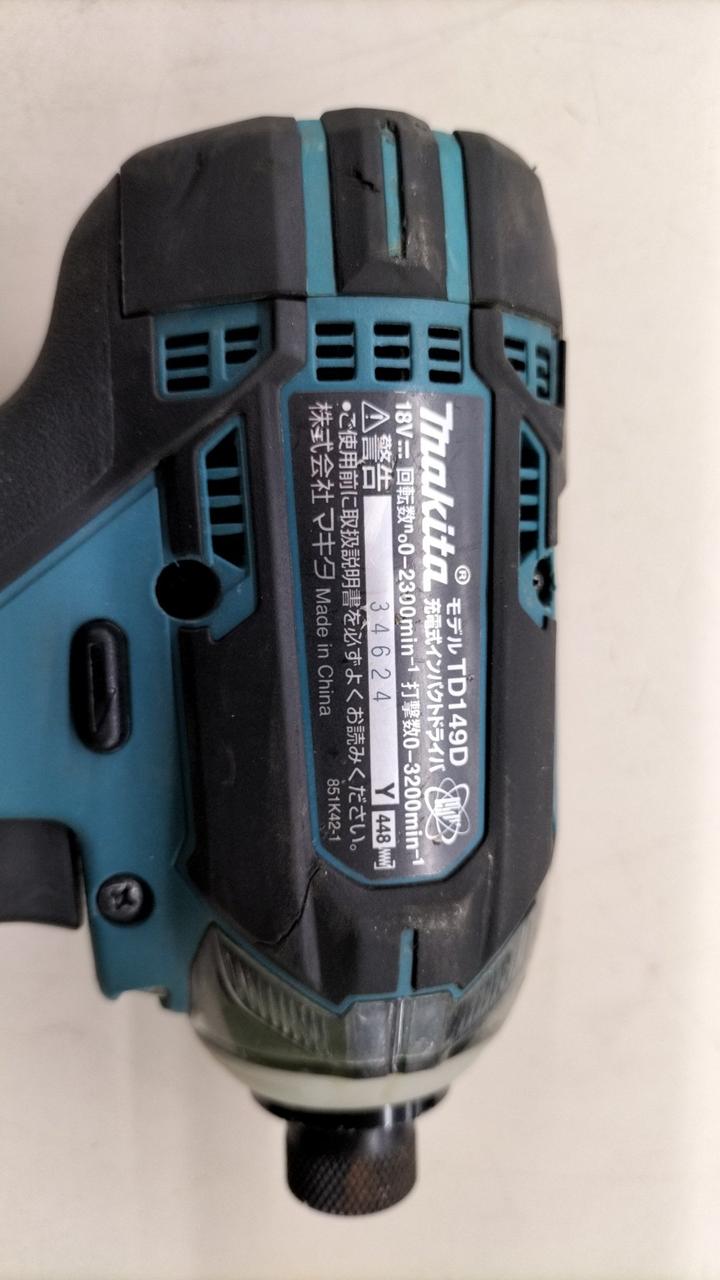 makita® モデル TD149D
充電式インパクトドライバ
18V⎓ 回転数n₀0−2300min⁻¹ 打撃数0−3200min⁻¹
⚠警告 34624 Y 448W
●ご使用前に取扱説明書を必ずよくお読みください。
株式会社 マキタ Made in China 851K42-1